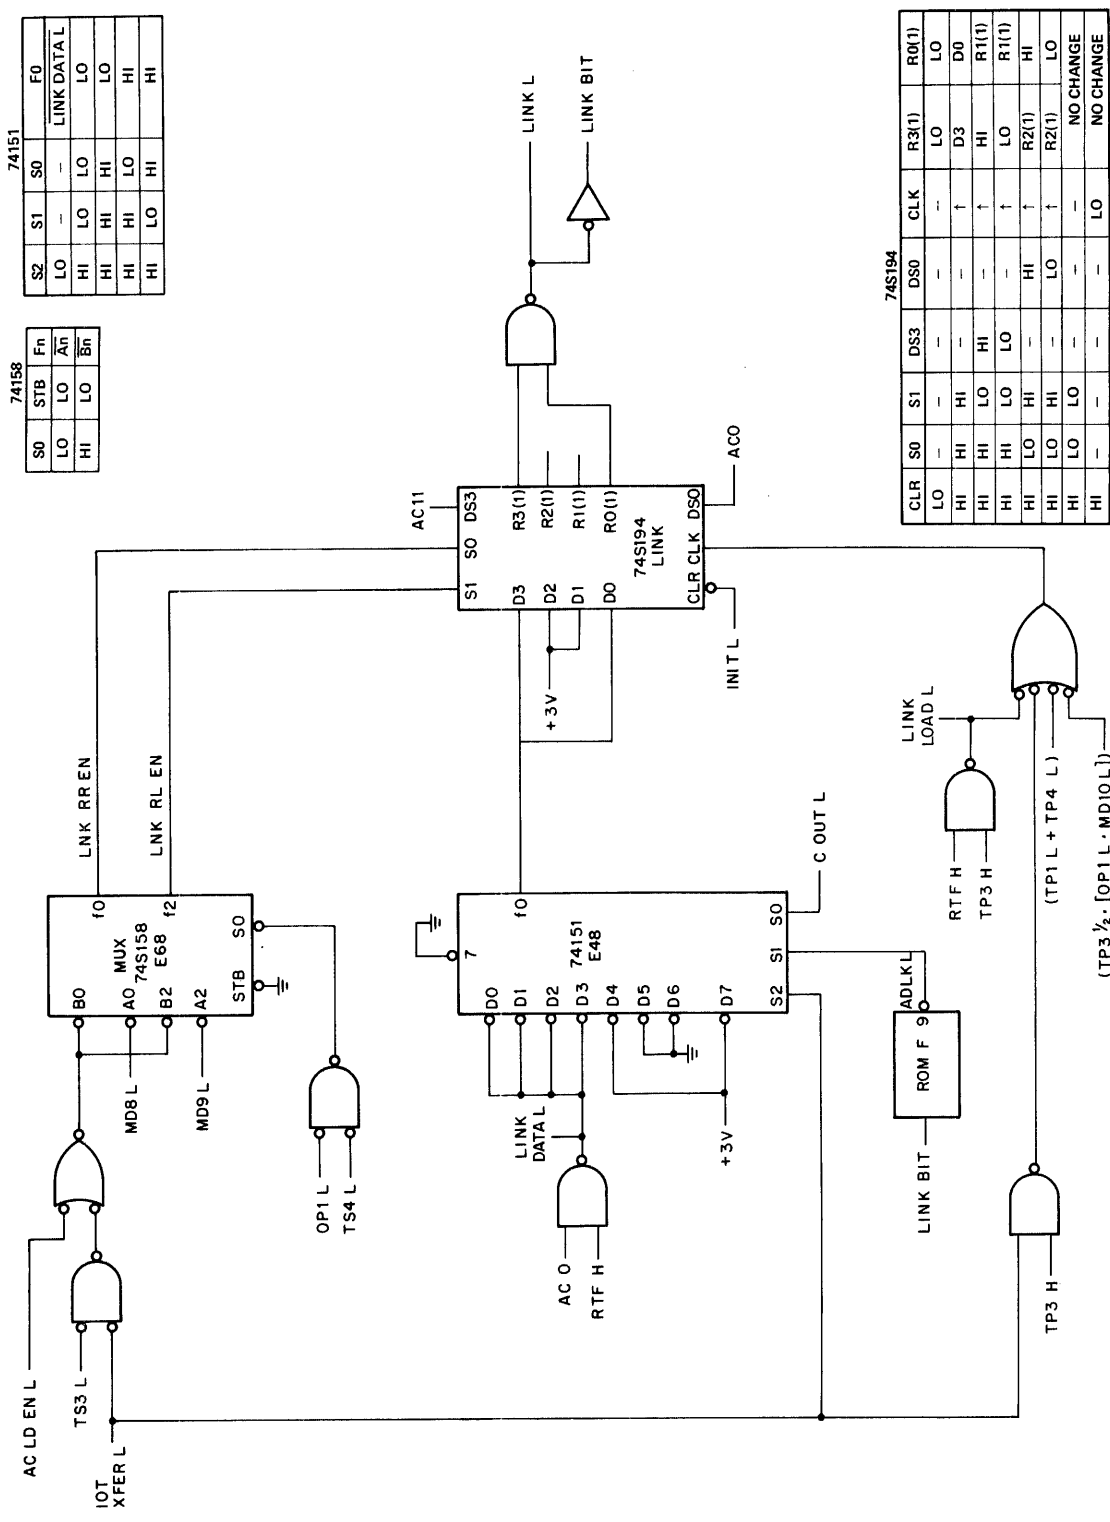 74158
S0 STB Fn
LO LO An
HI LO Bn
74151
S2 S1 S0 F0
LO – – LINK DATA L
HI LO LO LO
HI HI HI LO
HI HI LO HI
HI LO HI HI
AC LD EN L
TS3 L
IOT
XFER L
MD8 L
MD9 L
B0
A0
B2
A2
MUX
74S158
E68
f0
f2
STB
S0
OP1 L
TS4 L
LNK RR EN
LNK RL EN
AC11
S1
S0
DS3
D3
D2
D1
D0
R3(1)
R2(1)
R1(1)
R0(1)
74S194
LINK
CLR
CLK
DS0
INIT L
AC0
+3V
LINK L
LINK BIT
AC 0
RTF H
LINK
DATA L
+3V
D0
D1
D2
D3
D4
D5
D6
D7
7
74151
E48
f0
S2
S1
S0
C OUT L
ADLK L
ROM F 9
LINK BIT
TP3 H
RTF H
TP3 H
LINK
LOAD L
(TP1 L + TP4 L)
(TP3 ½· [OP1 L · MD10 L])
74S194
CLR S0 S1 DS3 DS0 CLK R3(1) R0(1)
LO – – – – – LO LO
HI HI HI – – ↑ D3 D0
HI HI LO HI – ↑ HI R1(1)
HI HI LO LO – ↑ LO R1(1)
HI LO HI – HI ↑ R2(1) HI
HI LO HI – LO ↑ R2(1) LO
HI LO LO – – – NO CHANGE
HI – – – – LO NO CHANGE